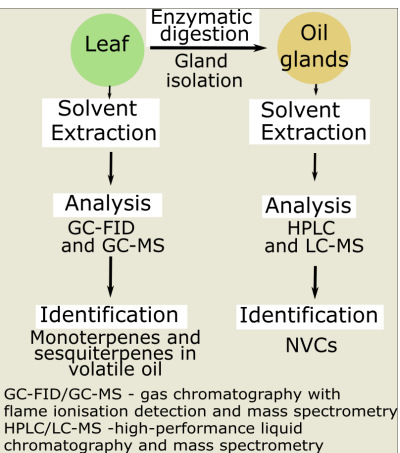 Leaf
Enzymatic
digestion
Gland
isolation
Oil
glands
Solvent
Extraction
Analysis
GC-FID
and GC-MS
Identification
Monoterpenes and
sesquiterpenes in
volatile oil
Solvent
Extraction
Analysis
HPLC
and LC-MS
Identification
NVCs
GC-FID/GC-MS - gas chromatography with
flame ionisation detection and mass spectrometry
HPLC/LC-MS -high-performance liquid
chromatography and mass spectrometry